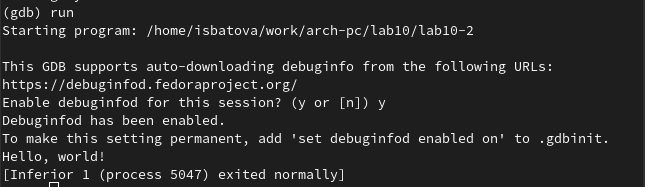 (gdb) run
Starting program: /home/isbatova/work/arch-pc/lab10/lab10-2

This GDB supports auto-downloading debuginfo from the following URLs:
https://debuginfod.fedoraproject.org/
Enable debuginfod for this session? (y or [n]) y
Debuginfod has been enabled.
To make this setting permanent, add 'set debuginfod enabled on' to .gdbinit.
Hello, world!
[Inferior 1 (process 5047) exited normally]